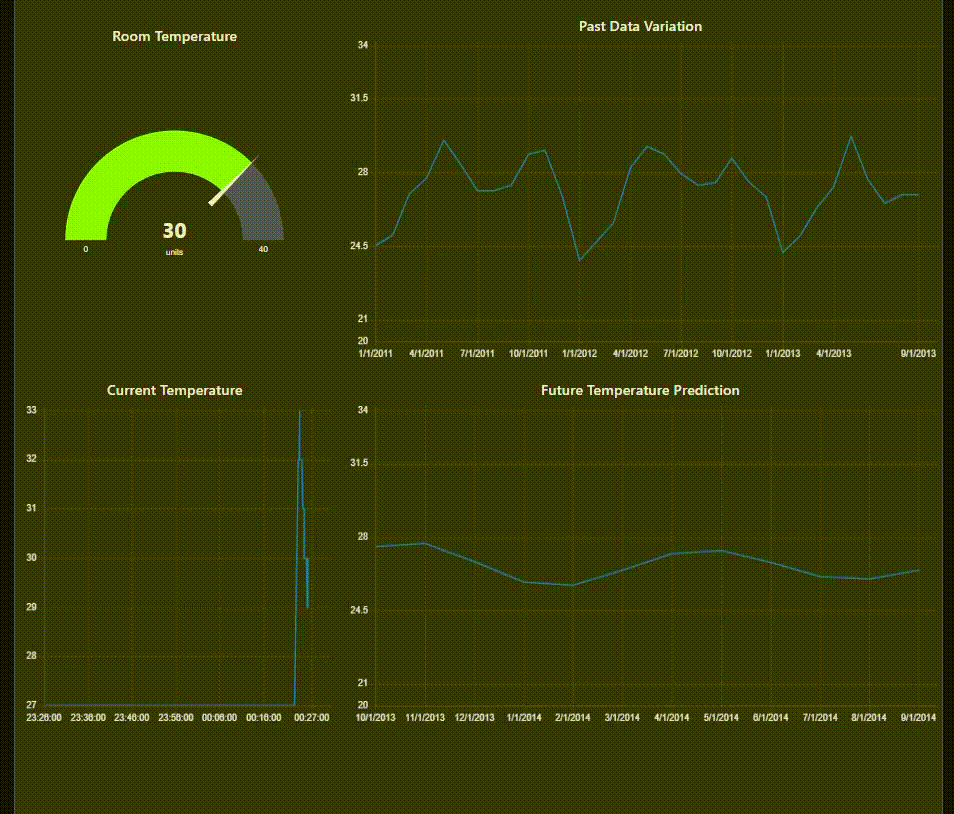 Room Temperature
30
units
0
40
Past Data Variation
34
31.5
28
24.5
21
20
1/1/2011 4/1/2011 7/1/2011 10/1/2011 1/1/2012 4/1/2012 7/1/2012 10/1/2012 1/1/2013 4/1/2013 9/1/2013
Current Temperature
33
32
31
30
29
28
27
23:26:00 23:36:00 23:46:00 23:56:00 00:06:00 00:16:00 00:27:00
Future Temperature Prediction
34
31.5
28
24.5
21
20
10/1/2013 11/1/2013 12/1/2013 1/1/2014 2/1/2014 3/1/2014 4/1/2014 5/1/2014 6/1/2014 7/1/2014 8/1/2014 9/1/2014